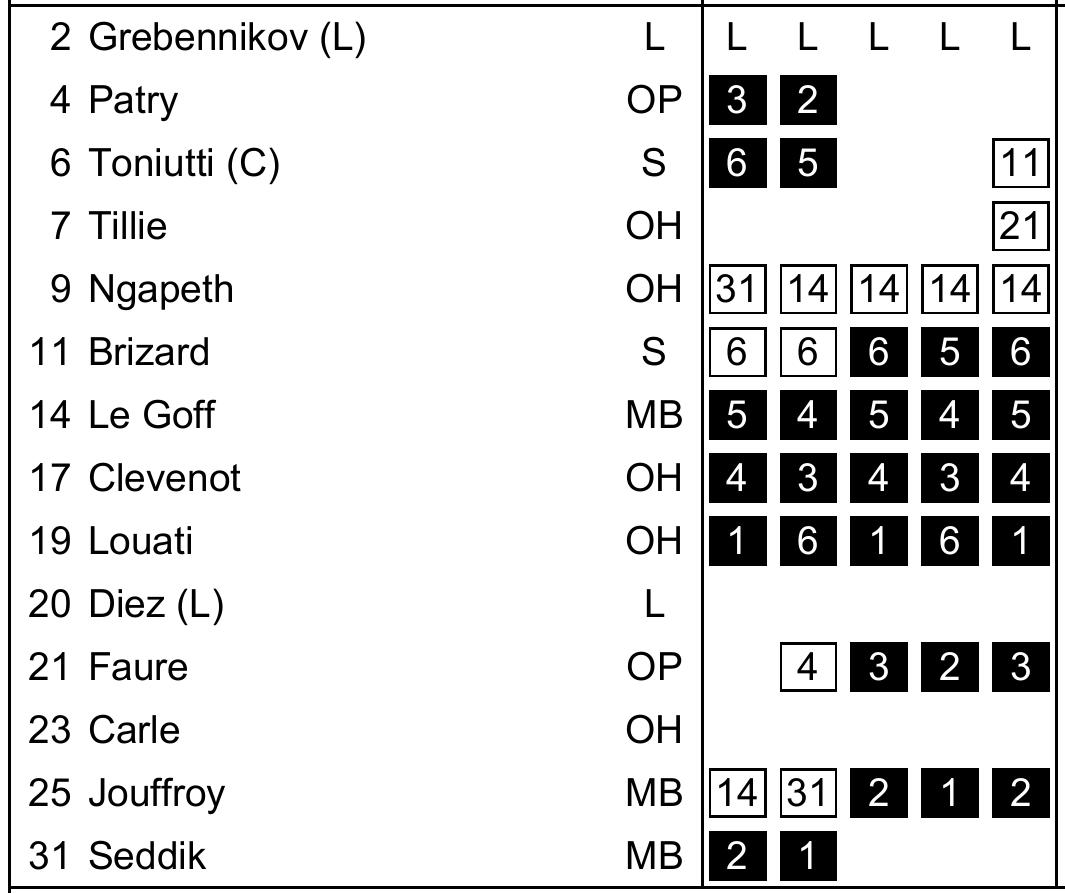 2 Grebennikov (L) L L L L L L
4 Patry OP 3 2
6 Toniutti (C) S 6 5 11
7 Tillie OH 21
9 Ngapeth OH 31 14 14 14 14
11 Brizard S 6 6 6 5 6
14 Le Goff MB 5 4 5 4 5
17 Clevenot OH 4 3 4 3 4
19 Louati OH 1 6 1 6 1
20 Diez (L) L
21 Faure OP 4 3 2 3
23 Carle OH
25 Jouffroy MB 14 31 2 1 2
31 Seddik MB 2 1